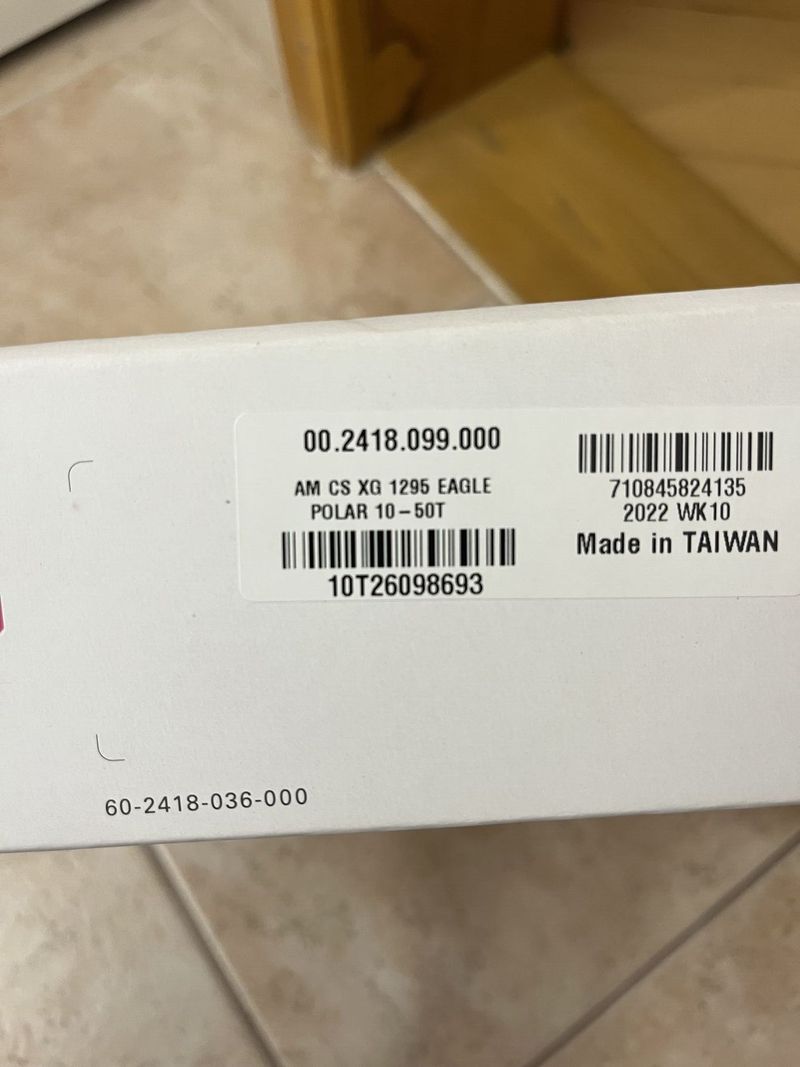 00.2418.099.000
AM CS XG 1295 EAGLE
POLAR 10-50T
10T26098693
710845824135
2022 WK10
Made in TAIWAN
60-2418-036-000